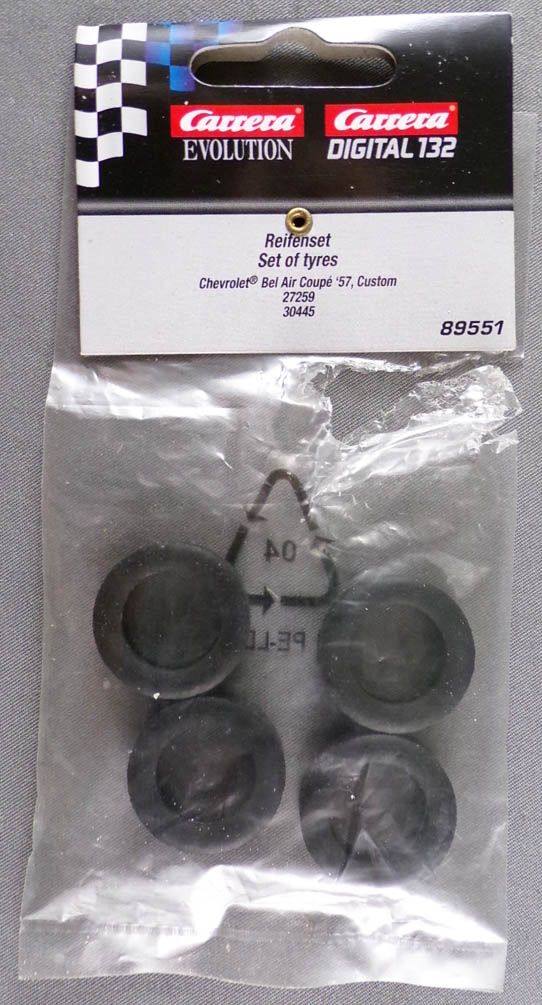 Carrera
EVOLUTION
Carrera
DIGITAL 132
Reifenset
Set of tyres
Chevrolet® Bel Air Coupé '57, Custom
27259
30445
89551
04
PE-LD